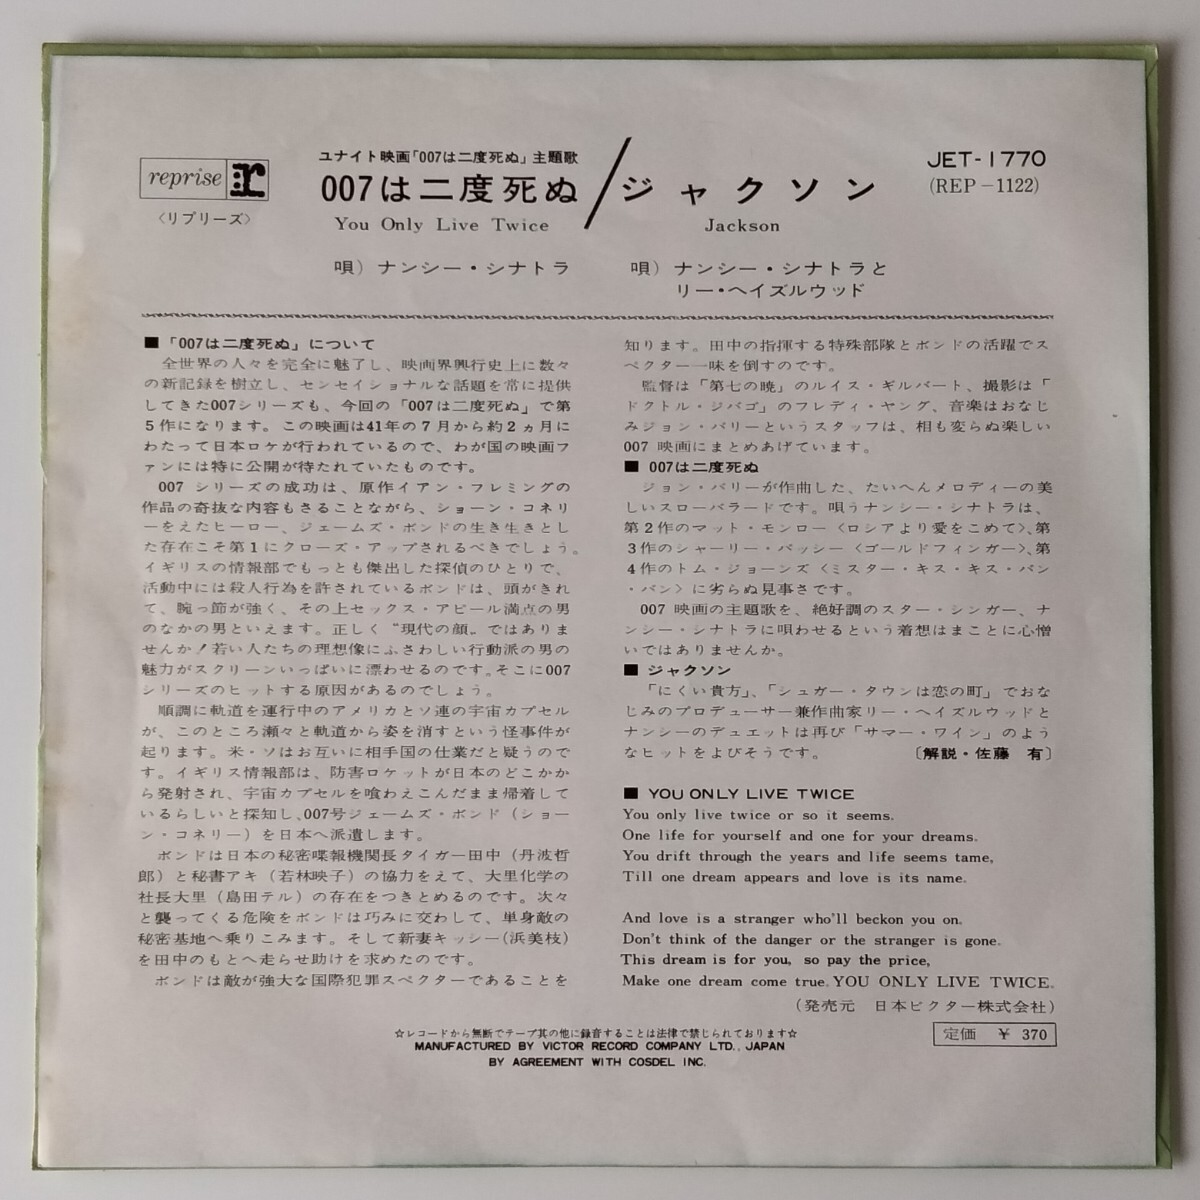 reprise r
〈リプリーズ〉
ユナイト映画「007は二度死ぬ」主題歌
007は二度死ぬ/ジャクソン
You Only Live Twice
Jackson
JET-1770
(REP-1122)
唄）ナンシー・シナトラ
唄）ナンシー・シナトラと
リー・ヘイズルウッド
■「007は二度死ぬ」について
全世界の人々を完全に魅了し、映画界興行史上に数々
の新記録を樹立し、センセイショナルな話題を常に提供
してきた007シリーズも、今回の「007は二度死ぬ」で第
5作になります。この映画は41年の7月から約2ヵ月に
わたって日本ロケが行われているので、わが国の映画フ
ァンには特に公開が待たれていたものです。
007 シリーズの成功は、原作イアン・フレミングの
作品の奇抜な内容もさることながら、ショーン・コネリ
ーをえたヒーロー、ジェームズ・ボンドの生き生きとし
た存在こそ第1にクローズ・アップされるべきでしょう。
イギリスの情報部でもっとも傑出した探偵のひとりで、
活動中には殺人行為を許されているボンドは、頭がきれ
て、腕っ節が強く、その上セックス・アピール満点の男
のなかの男といえます。正しく〝現代の顔〟ではありま
せんか！若い人たちの理想像にふさわしい行動派の男の
魅力がスクリーンいっぱいに漂わせるのです。そこに007
シリーズのヒットする原因があるのでしょう。
順調に軌道を運行中のアメリカとソ連の宇宙カプセル
が、このところ瀬々と軌道から姿を消すという怪事件が
起ります。米・ソはお互いに相手国の仕業だと疑うので
す。イギリス情報部は、防害ロケットが日本のどこかか
ら発射され、宇宙カプセルを喰わえこんだまま帰着して
いるらしいと探知し、007号ジェームズ・ボンド（ショー
ン・コネリー）を日本へ派遣します。
ボンドは日本の秘密喋報機関長タイガー田中（丹波哲
郎）と秘書アキ（若林映子）の協力をえて、大里化学の
社長大里（島田テル）の存在をつきとめるのです。次々
と襲ってくる危険をボンドは巧みに交わして、単身敵の
秘密基地へ乗りこみます。そして新妻キッシー(浜美枝)
を田中のもとへ走らせ助けを求めたのです。
ボンドは敵が強大な国際犯罪スペクターであることを
知ります。田中の指揮する特殊部隊とボンドの活躍でス
ペクター一味を倒すのです。
監督は「第七の暁」のルイス・ギルバート、撮影は「
ドクトル・ジバゴ」のフレディ・ヤング、音楽はおなじ
みジョン・バリーというスタッフは、相も変らぬ楽しい
007 映画にまとめあげています。
■ 007は二度死ぬ
ジョン・バリーが作曲した、たいへんメロディーの美
しいスローバラードです。唄うナンシー・シナトラは、
第2作のマット・モンロー〈ロシアより愛をこめて〉、第
3作のシャーリー・バッシー〈ゴールドフィンガー〉、第
4作のトム・ジョーンズ〈ミスター・キス・キス・バン
・バン〉に劣らぬ見事さです。
007 映画の主題歌を、絶好調のスター・シンガー、ナ
ンシー・シナトラに唄わせるという着想はまことに心憎
いではありませんか。
■ ジャクソン
「にくい貴方」、「シュガー・タウンは恋の町」でおな
じみのプロデューサー兼作曲家リー・ヘイズルウッドと
ナンシーのデュエットは再び「サマー・ワイン」のよう
なヒットをよびそうです。〔解説・佐藤 有〕
■ YOU ONLY LIVE TWICE
You only live twice or so it seems.
One life for yourself and one for your dreams.
You drift through the years and life seems tame,
Till one dream appears and love is its name.
And love is a stranger who'll beckon you on.
Don't think of the danger or the stranger is gone.
This dream is for you, so pay the price,
Make one dream come true. YOU ONLY LIVE TWICE.
（発売元 日本ビクター株式会社）
定価 ￥ 370
☆レコードから無断でテープ其の他に録音することは法律で禁じられております☆
MANUFACTURED BY VICTOR RECORD COMPANY LTD., JAPAN
BY AGREEMENT WITH COSDEL INC.